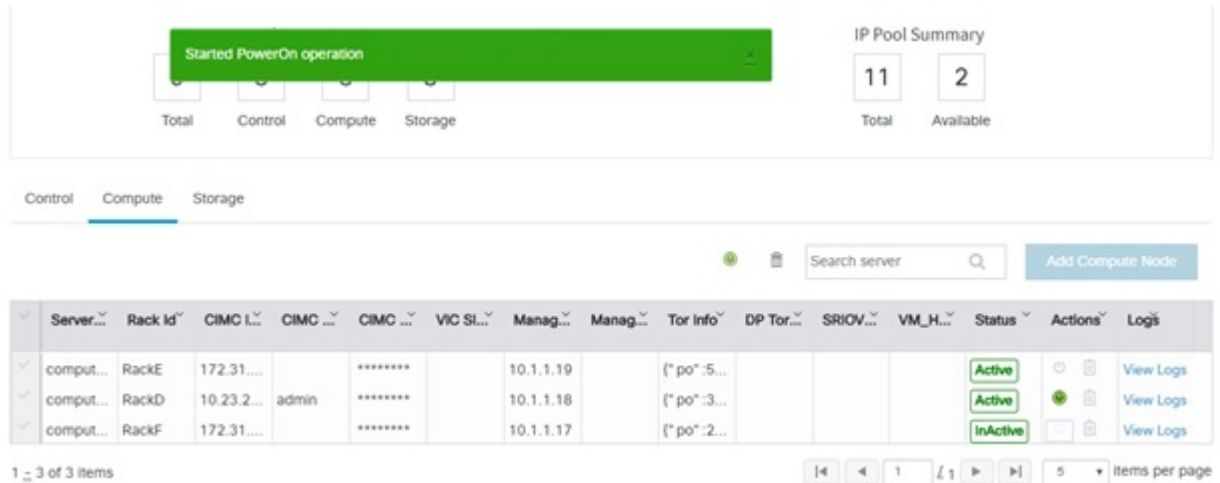 IP Pool Summary
Started PowerOn operation ×
11 2
Total Control Compute Storage Total Available
Control Compute Storage
Search server Add Compute Node
Server... Rack Id CIMC I... CIMC ... CIMC ... VIC Sl... Manag... Manag... Tor Info DP Tor... SRIOV... VM_H... Status Actions Logs
comput... RackE 172.31.... ******** 10.1.1.19 {" po" :5... Active View Logs
comput... RackD 10.23.2... admin ******** 10.1.1.18 {" po" :3... Active View Logs
comput... RackF 172.31.... ******** 10.1.1.17 {" po" :2... InActive View Logs
1 - 3 of 3 items 1 / 1 5 items per page